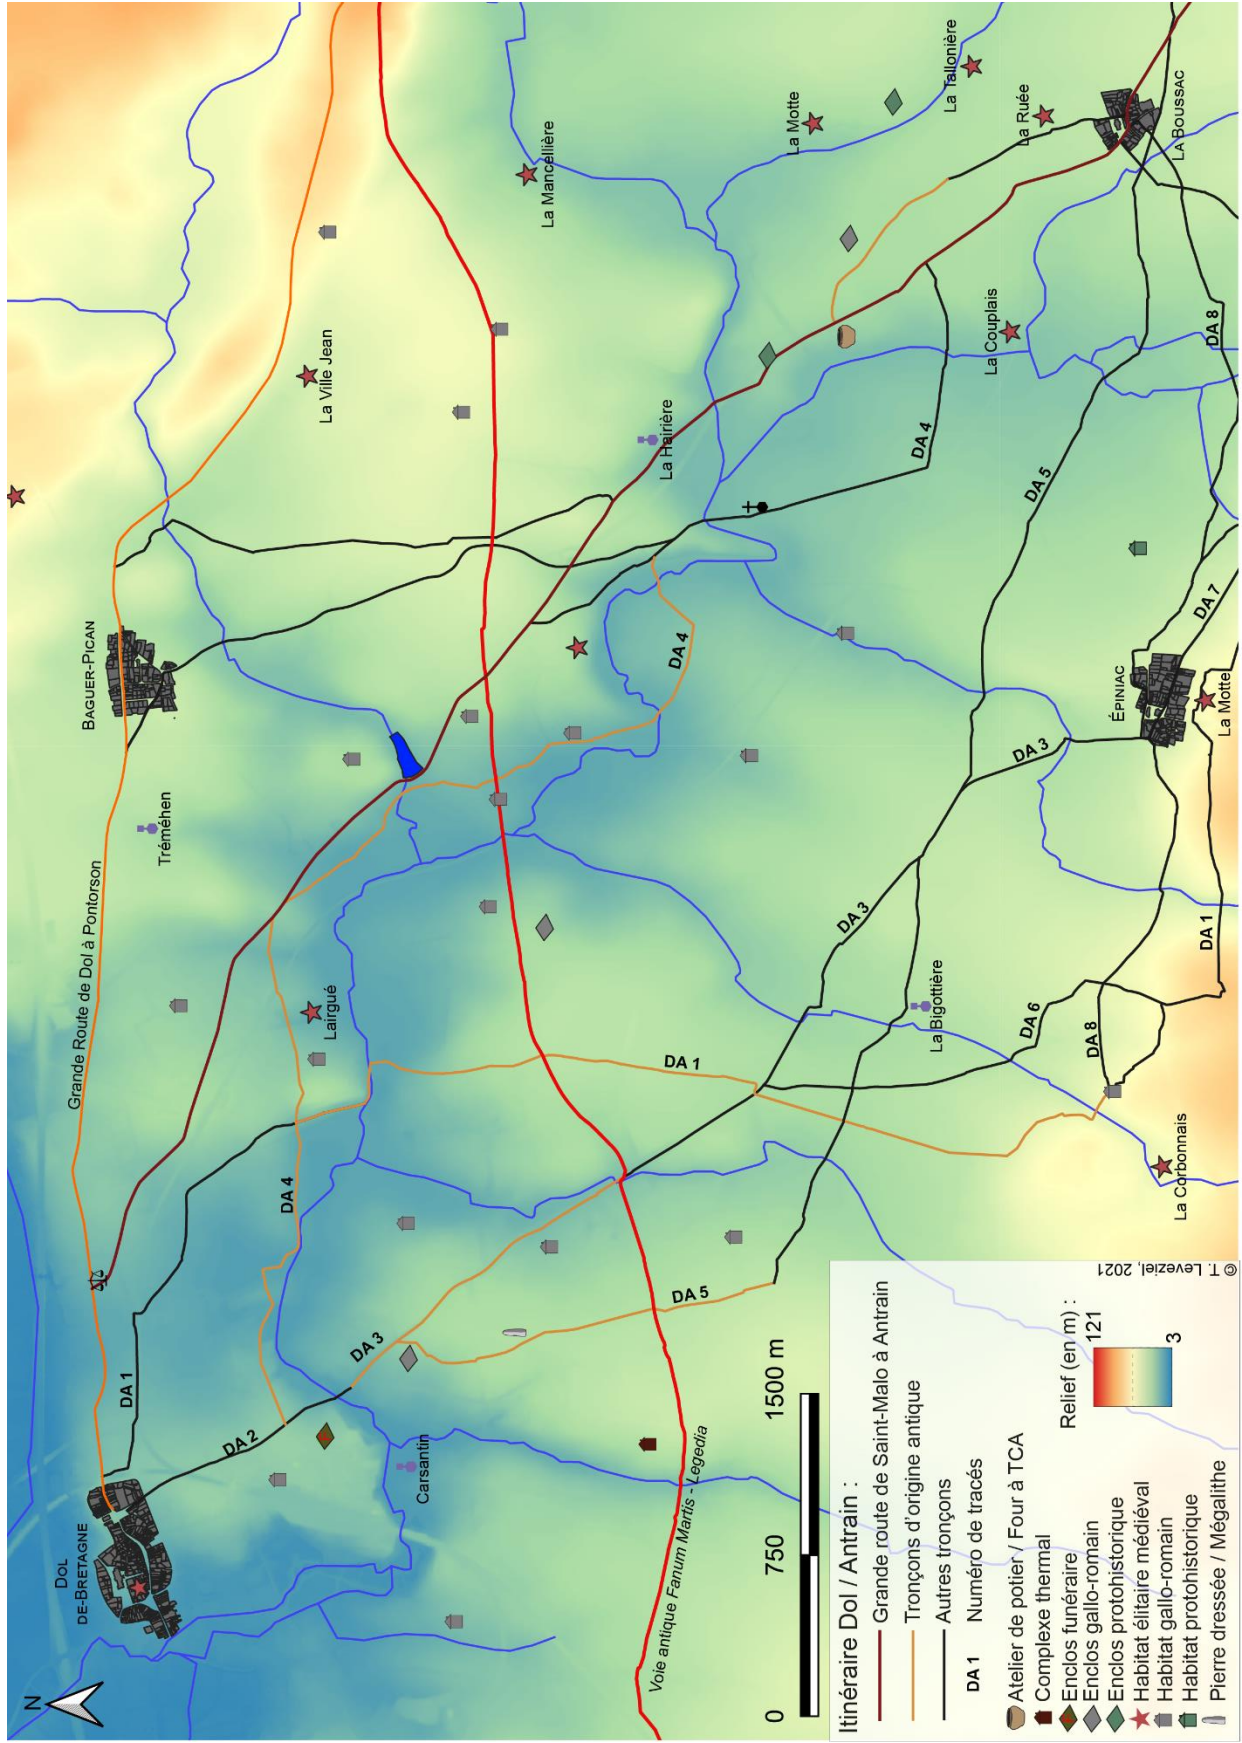 N
DOL
DE-BRETAGNE
Grande Route de Dol à Pontorson
Tréméhen
BAGUER-PICAN
La Ville Jean
DA 1
DA 2
DA 4
Lairgué
DA 3
Carsantin
DA 5
DA 1
Voie antique Fanum Martis - Legedia
La Hairière
La Mancellière
La Motte
La Tallonière
La Ruée
LA BOUSSAC
La Couplais
DA 4
DA 4
DA 5
DA 8
DA 3
La Bigottière
DA 3
DA 6
DA 8
DA 1
La Corbonnais
ÉPINIAC
La Motte
DA 7
0 750 1500 m
Itinéraire Dol / Antrain :
Grande route de Saint-Malo à Antrain
Tronçons d'origine antique
Autres tronçons
DA 1 Numéro de tracés
Atelier de potier / Four à TCA
Complexe thermal
Enclos funéraire
Enclos gallo-romain
Enclos protohistorique
Habitat élitaire médiéval
Habitat gallo-romain
Habitat protohistorique
Pierre dressée / Mégalithe
Relief (en m) :
121
3
© T. Leveziel, 2021